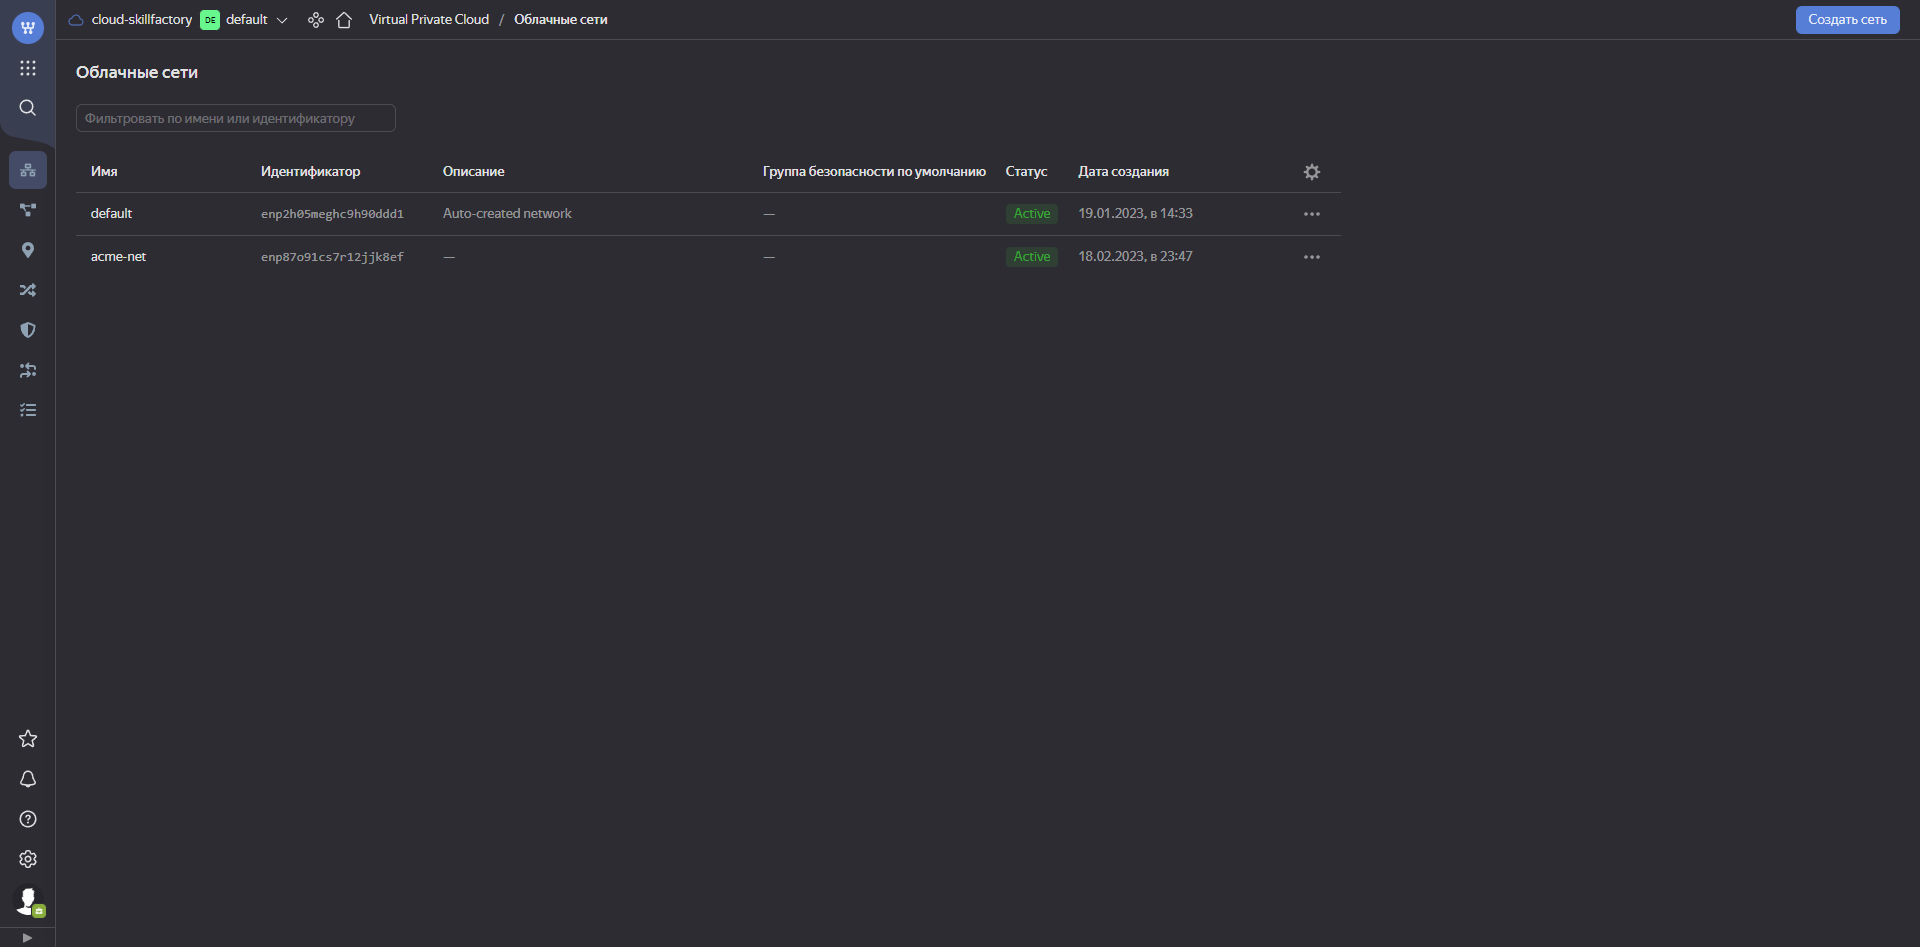 cloud-skillfactory DE default Virtual Private Cloud / Облачные сети Создать сеть
Облачные сети
Фильтровать по имени или идентификатору
Имя Идентификатор Описание Группа безопасности по умолчанию Статус Дата создания
default enp2h05meghc9h90ddd1 Auto-created network — Active 19.01.2023, в 14:33
acme-net enp87o91cs7r12jjk8ef — — Active 18.02.2023, в 23:47